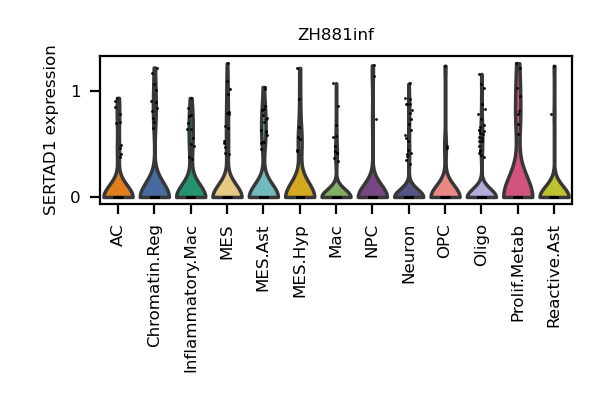 ZH881inf
SERTAD1 expression
1
0
AC
Chromatin.Reg
Inflammatory.Mac
MES
MES.Ast
MES.Hyp
Mac
NPC
Neuron
OPC
Oligo
Prolif.Metab
Reactive.Ast